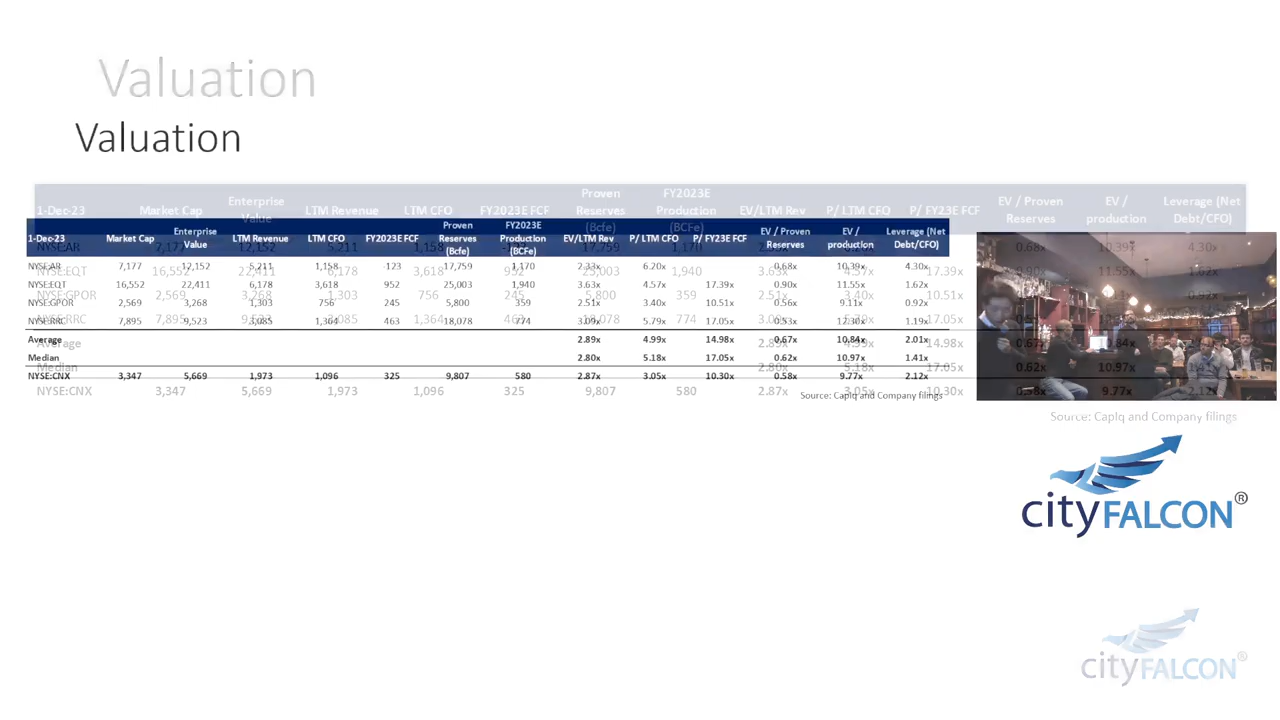 Valuation
Valuation
1-Dec-23 Market Cap Enterprise Value LTM Revenue LTM CFO FY2023E FCF Proven Reserves (Bcfe) FY2023E Production (BCFe) EV/LTM Rev P/ LTM CFO P/ FY23E FCF EV / Proven Reserves EV / production Leverage (Net Debt/CFO)
NYSE:AR 7,177 12,152 5,211 1,158 -123 17,759 1,170 2.33x 6.20x 0.68x 10.39x 4.30x
NYSE:EQT 16,552 22,411 6,178 3,618 952 25,003 1,940 3.63x 4.57x 17.39x 0.90x 11.55x 1.62x
NYSE:GPOR 2,569 3,268 1,303 756 245 5,800 359 2.51x 3.40x 10.51x 0.56x 9.11x 0.92x
NYSE:RRC 7,895 9,523 3,085 1,364 463 18,078 774 3.09x 5.79x 17.05x 0.53x 12.30x 1.19x
Average 2.89x 4.99x 14.98x 0.67x 10.84x 2.01x
Median 2.80x 5.18x 17.05x 0.62x 10.97x 1.41x
NYSE:CNX 3,347 5,669 1,973 1,096 325 9,807 580 2.87x 3.05x 10.30x 0.58x 9.77x 2.12x
Source: CapIq and Company filings
Source: CapIq and Company filings
cityFALCON®
cityFALCON®